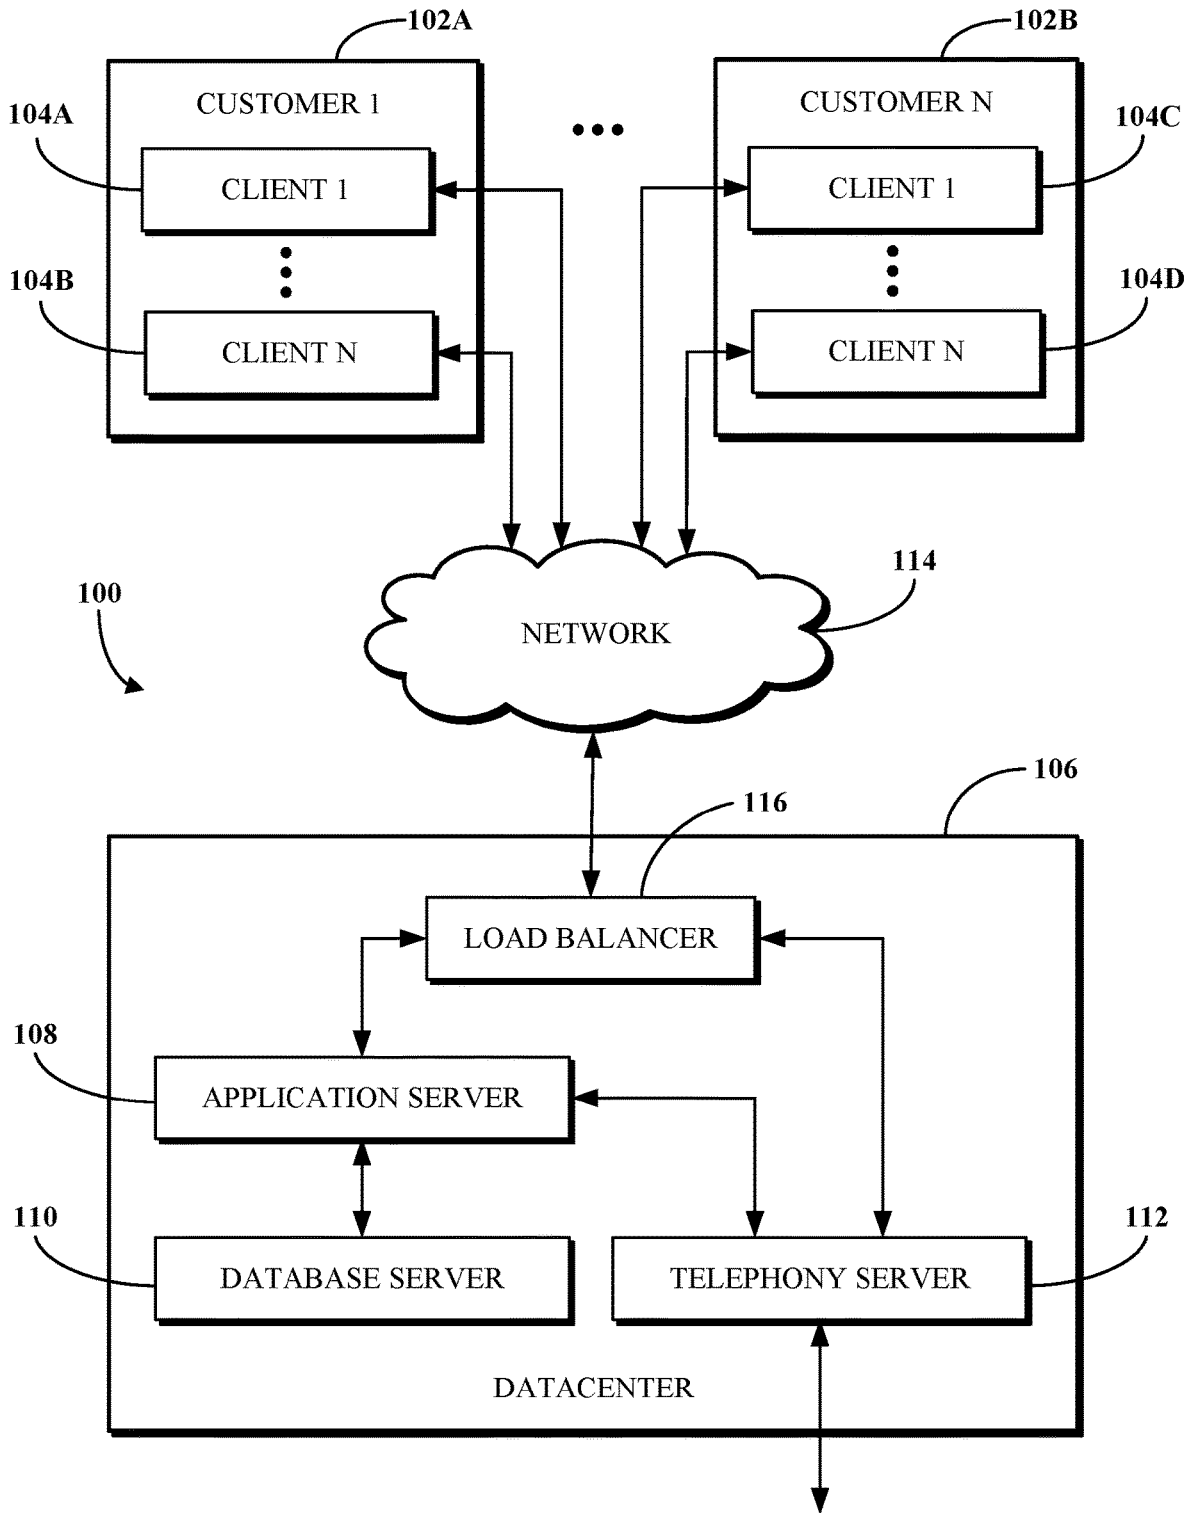 102A
102B
CUSTOMER 1
CUSTOMER N
104A
104C
CLIENT 1
CLIENT 1
104B
104D
CLIENT N
CLIENT N
114
100
NETWORK
106
116
LOAD BALANCER
108
APPLICATION SERVER
110
112
DATABASE SERVER
TELEPHONY SERVER
DATACENTER